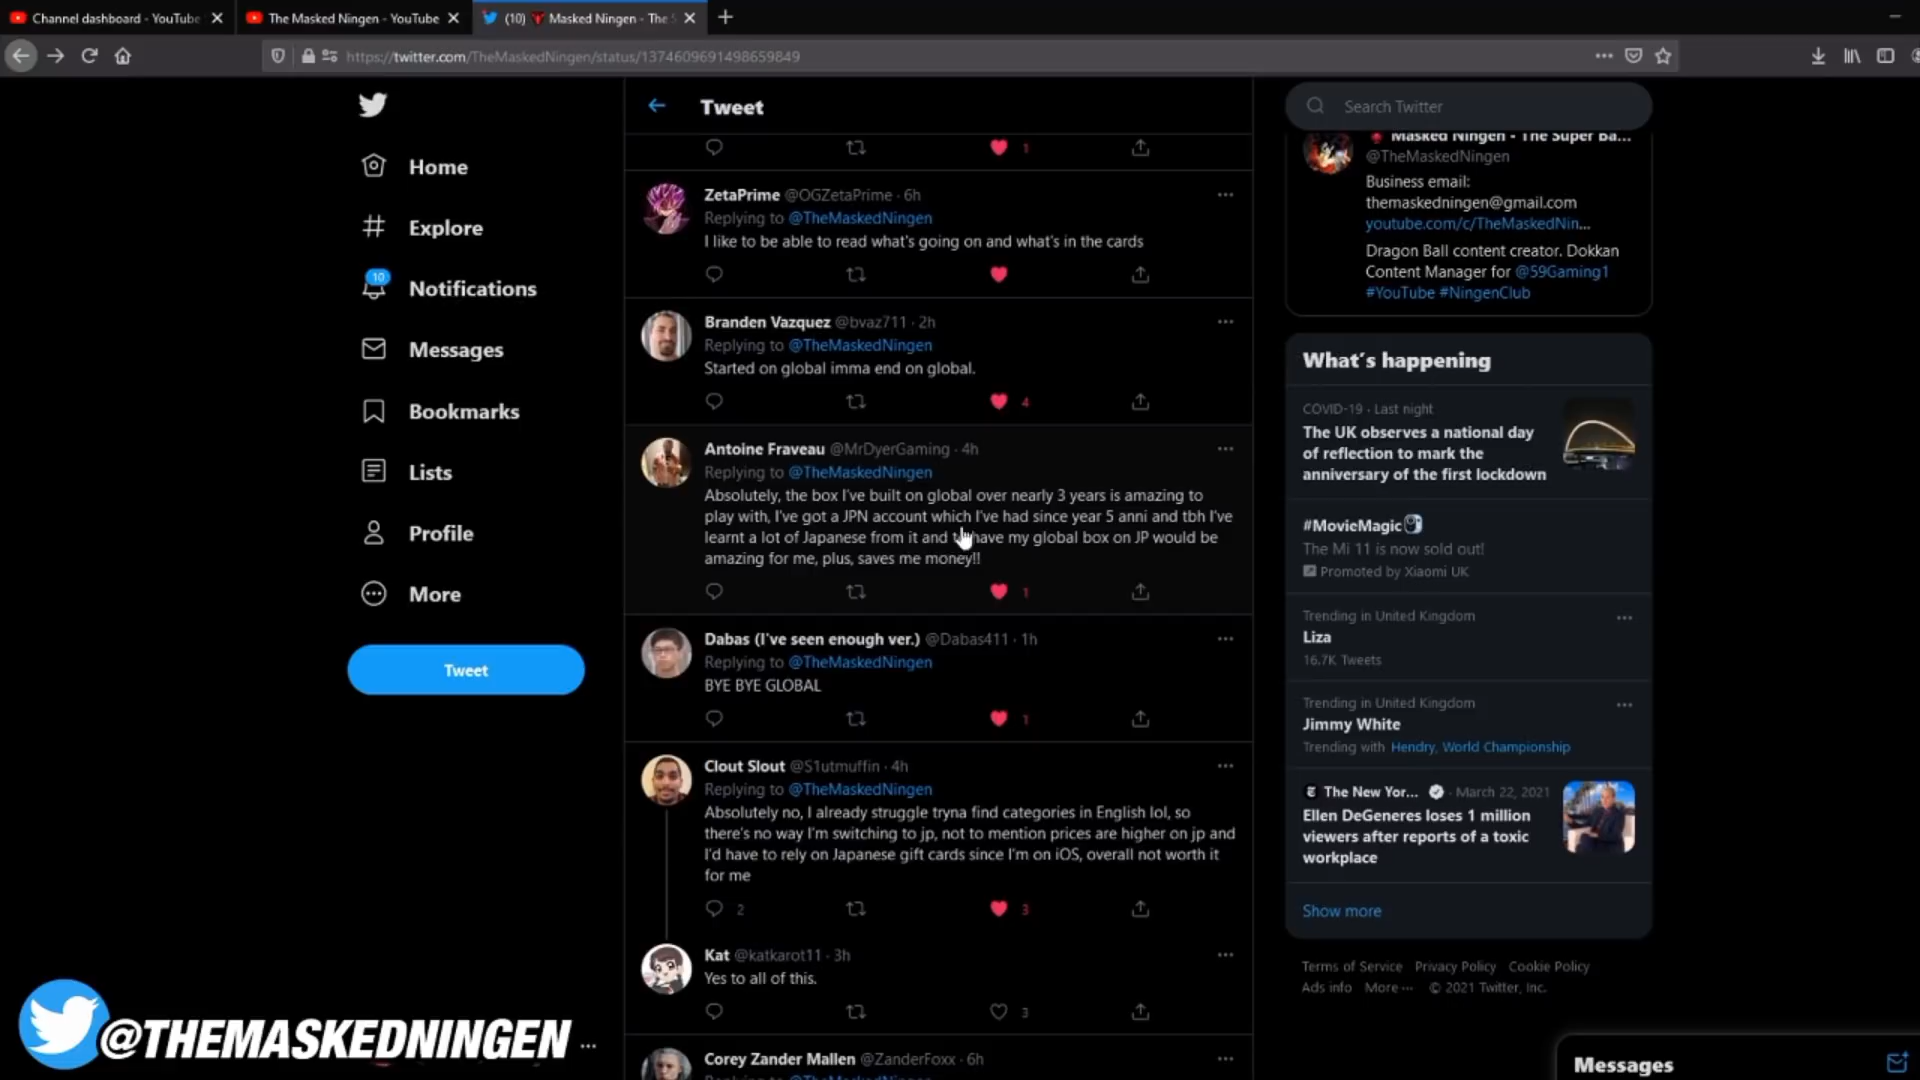 Channel dashboard - YouTube
The Masked Ningen - YouTube
(10) Masked Ningen - The S
https://twitter.com/TheMaskedNingen/status/1374609691498659849
Home
Explore
10
Notifications
Messages
Bookmarks
Lists
Profile
More
Tweet
Tweet
1
ZetaPrime @OGZetaPrime · 6h
Replying to @TheMaskedNingen
I like to be able to read what's going on and what's in the cards
Branden Vazquez @bvaz711 · 2h
Replying to @TheMaskedNingen
Started on global imma end on global.
4
Antoine Fraveau @MrDyerGaming · 4h
Replying to @TheMaskedNingen
Absolutely, the box I've built on global over nearly 3 years is amazing to
play with, I've got a JPN account which I've had since year 5 anni and tbh I've
learnt a lot of Japanese from it and have my global box on JP would be
amazing for me, plus, saves me money!!
1
Dabas (I've seen enough ver.) @Dabas411 · 1h
Replying to @TheMaskedNingen
BYE BYE GLOBAL
1
Clout Slout @S1utmuffin · 4h
Replying to @TheMaskedNingen
Absolutely no, I already struggle tryna find categories in English lol, so
there's no way I'm switching to jp, not to mention prices are higher on jp and
I'd have to rely on Japanese gift cards since I'm on iOS, overall not worth it
for me
2
3
Kat @katkarot11 · 3h
Yes to all of this.
3
Corey Zander Mallen @ZanderFoxx · 6h
Replying to @TheMaskedNingen
Search Twitter
Masked Ningen - The Super Ba...
@TheMaskedNingen
Business email:
themaskedningen@gmail.com
youtube.com/c/TheMaskedNin...
Dragon Ball content creator. Dokkan
Content Manager for @59Gaming1
#YouTube #NingenClub
What's happening
COVID-19 · Last night
The UK observes a national day
of reflection to mark the
anniversary of the first lockdown
#MovieMagic
The Mi 11 is now sold out!
Promoted by Xiaomi UK
Trending in United Kingdom
Liza
16.7K Tweets
Trending in United Kingdom
Jimmy White
Trending with Hendry, World Championship
The New Yor... · March 22, 2021
Ellen DeGeneres loses 1 million
viewers after reports of a toxic
workplace
Show more
Terms of Service Privacy Policy Cookie Policy
Ads info More ··· © 2021 Twitter, Inc.
Messages
@THEMASKEDNINGEN